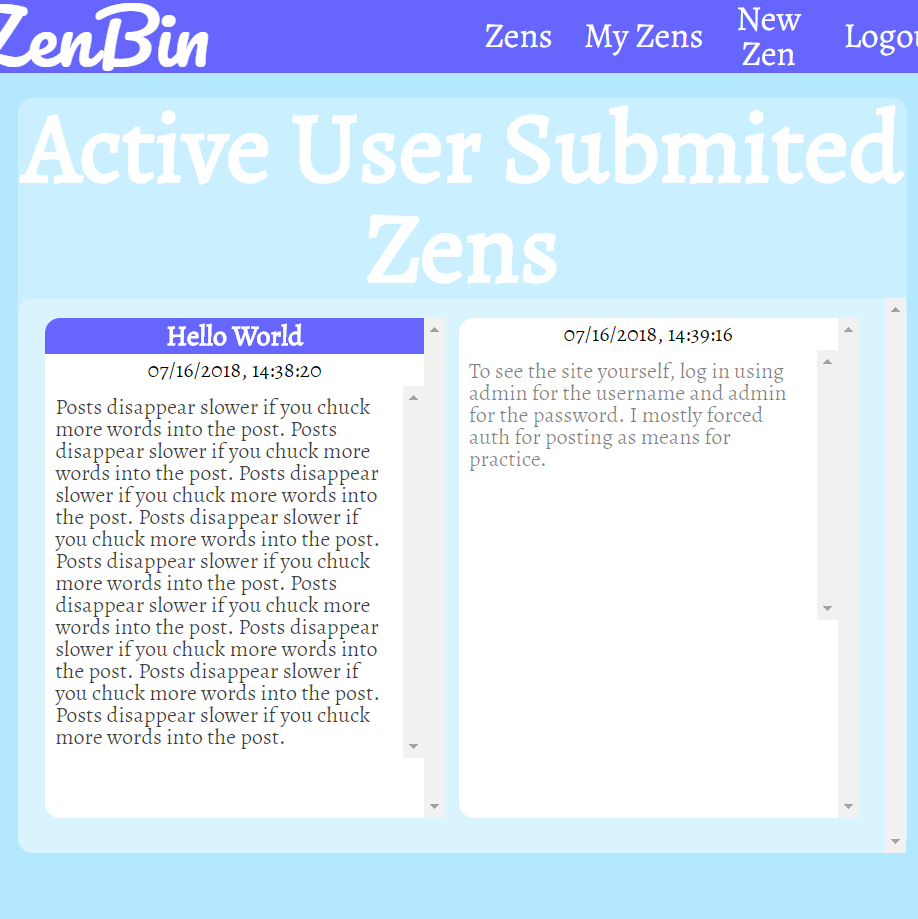 ZenBin
Zens
My Zens
New
Zen
Logou
Active User Submited
Zens
Hello World
07/16/2018, 14:38:20
Posts disappear slower if you chuck
more words into the post. Posts
disappear slower if you chuck more
words into the post. Posts disappear
slower if you chuck more words into
the post. Posts disappear slower if
you chuck more words into the post.
Posts disappear slower if you chuck
more words into the post. Posts
disappear slower if you chuck more
words into the post. Posts disappear
slower if you chuck more words into
the post. Posts disappear slower if
you chuck more words into the post.
Posts disappear slower if you chuck
more words into the post.
07/16/2018, 14:39:16
To see the site yourself, log in using
admin for the username and admin
for the password. I mostly forced
auth for posting as means for
practice.